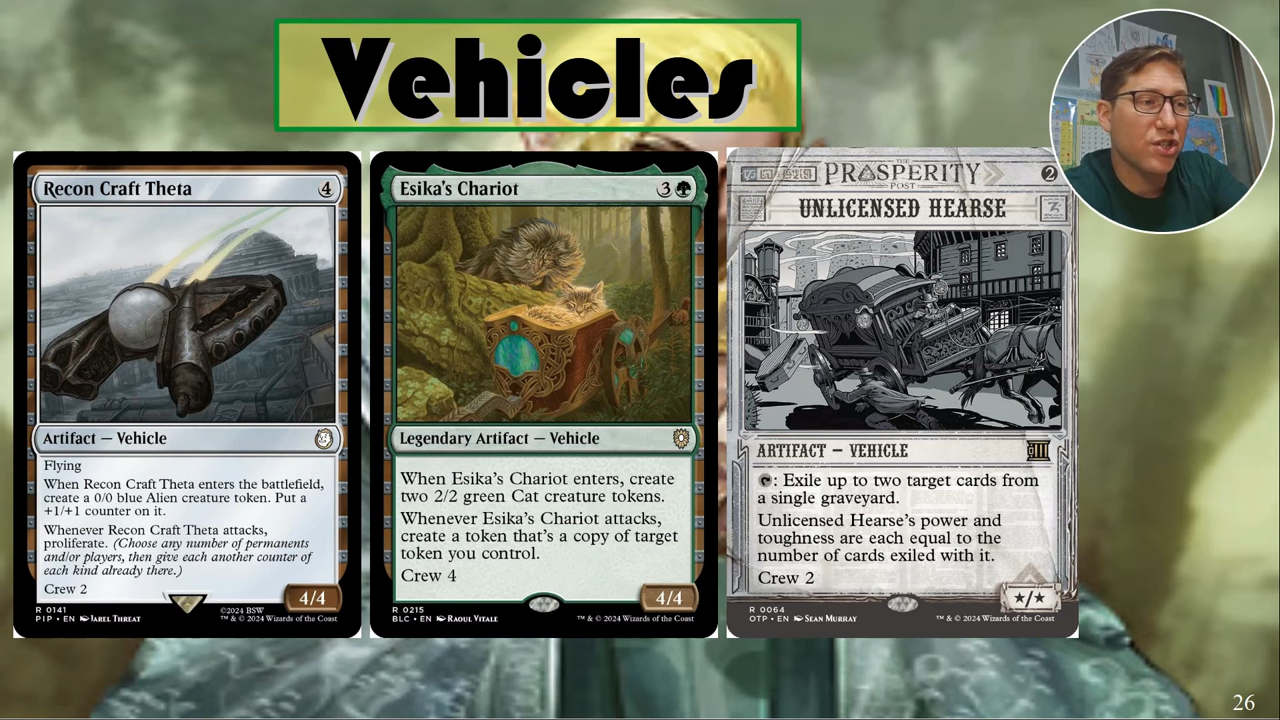 Vehicles
Recon Craft Theta 4
Artifact — Vehicle
Flying
When Recon Craft Theta enters the battlefield,
create a 0/0 blue Alien creature token. Put a
+1/+1 counter on it.
Whenever Recon Craft Theta attacks,
proliferate. (Choose any number of permanents
and/or players, then give each another counter of
each kind already there.)
Crew 2
4/4
R 0141
PIP • EN JAREL THREAT
©2024 BSW
™ & © 2024 Wizards of the Coast
Esika's Chariot 3
Legendary Artifact — Vehicle
When Esika's Chariot enters, create
two 2/2 green Cat creature tokens.
Whenever Esika's Chariot attacks,
create a token that's a copy of target
token you control.
Crew 4
4/4
R 0215
BLC • EN RAOUL VITALE
™ & © 2024 Wizards of the Coast
THE
PROSPERITY 2
POST
UNLICENSED HEARSE
ARTIFACT – VEHICLE
: Exile up to two target cards from
a single graveyard.
Unlicensed Hearse's power and
toughness are each equal to the
number of cards exiled with it.
Crew 2
★/★
R 0064
OTP • EN SEAN MURRAY
™ & © 2024 Wizards of the Coast
26